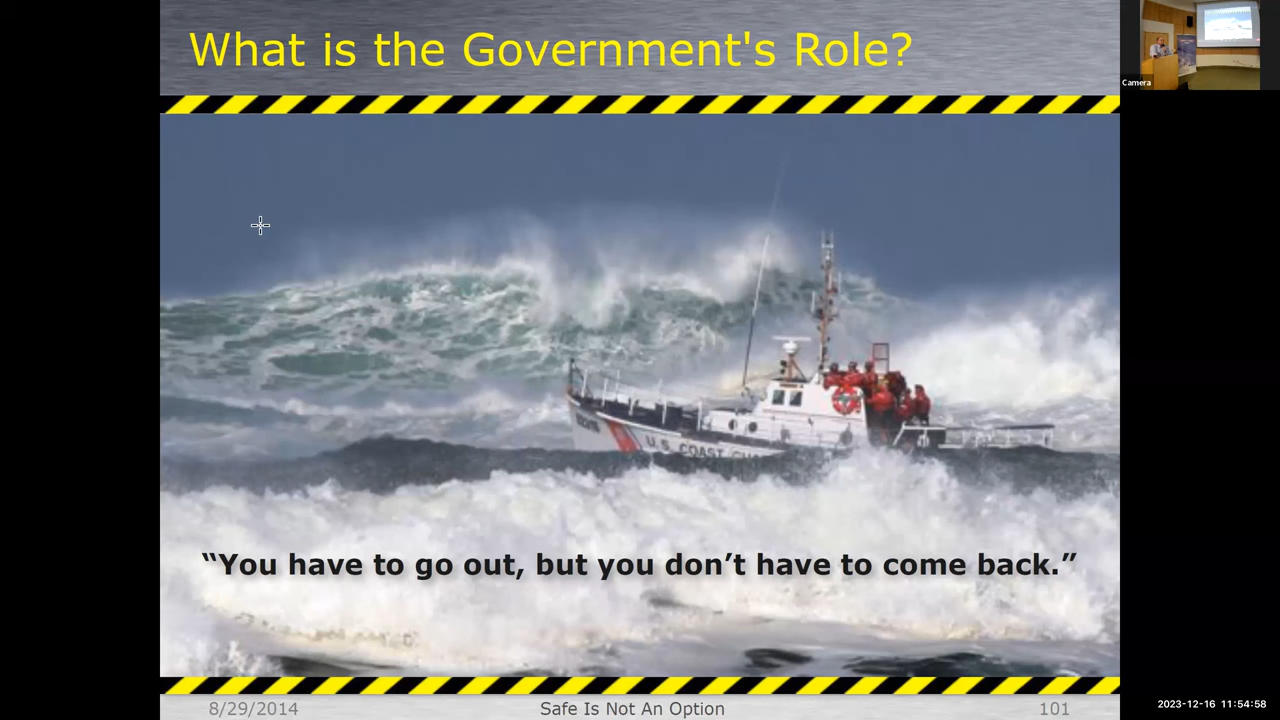 What is the Government's Role?
Camera
U.S. COAST GUA
“You have to go out, but you don’t have to come back.”
8/29/2014
Safe Is Not An Option
101
2023-12-16 11:54:58